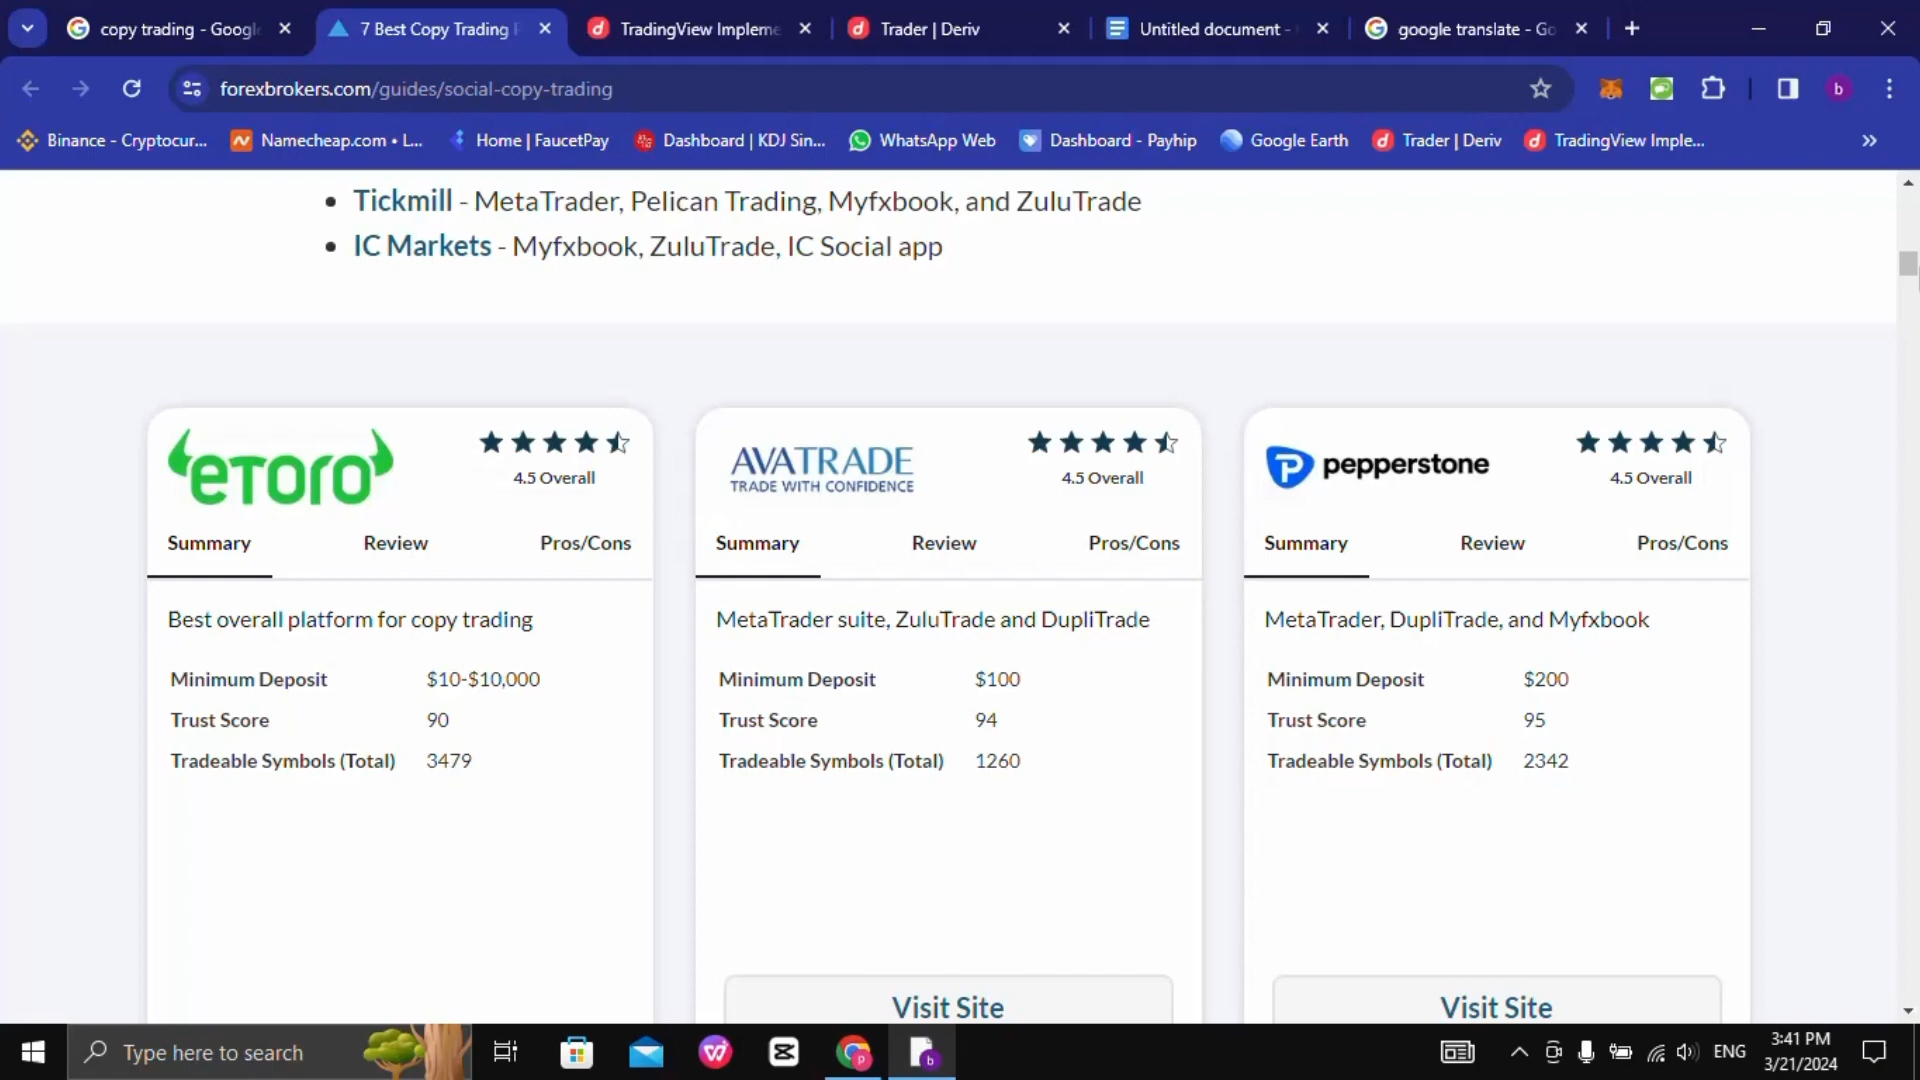 copy trading - Google
7 Best Copy Trading P
TradingView Impleme
Trader | Deriv
Untitled document -
google translate - Go
forexbrokers.com/guides/social-copy-trading
b
Binance - Cryptocur...
Namecheap.com • L...
Home | FaucetPay
Dashboard | KDJ Sin...
WhatsApp Web
Dashboard - Payhip
Google Earth
Trader | Deriv
TradingView Imple...
• Tickmill - MetaTrader, Pelican Trading, Myfxbook, and ZuluTrade
• IC Markets - Myfxbook, ZuluTrade, IC Social app
eToro
4.5 Overall
Summary Review Pros/Cons
Best overall platform for copy trading
Minimum Deposit $10-$10,000
Trust Score 90
Tradeable Symbols (Total) 3479
AVATRADE
TRADE WITH CONFIDENCE
4.5 Overall
Summary Review Pros/Cons
MetaTrader suite, ZuluTrade and DupliTrade
Minimum Deposit $100
Trust Score 94
Tradeable Symbols (Total) 1260
Visit Site
pepperstone
4.5 Overall
Summary Review Pros/Cons
MetaTrader, DupliTrade, and Myfxbook
Minimum Deposit $200
Trust Score 95
Tradeable Symbols (Total) 2342
Visit Site
Type here to search
p
b
ENG
3:41 PM
3/21/2024